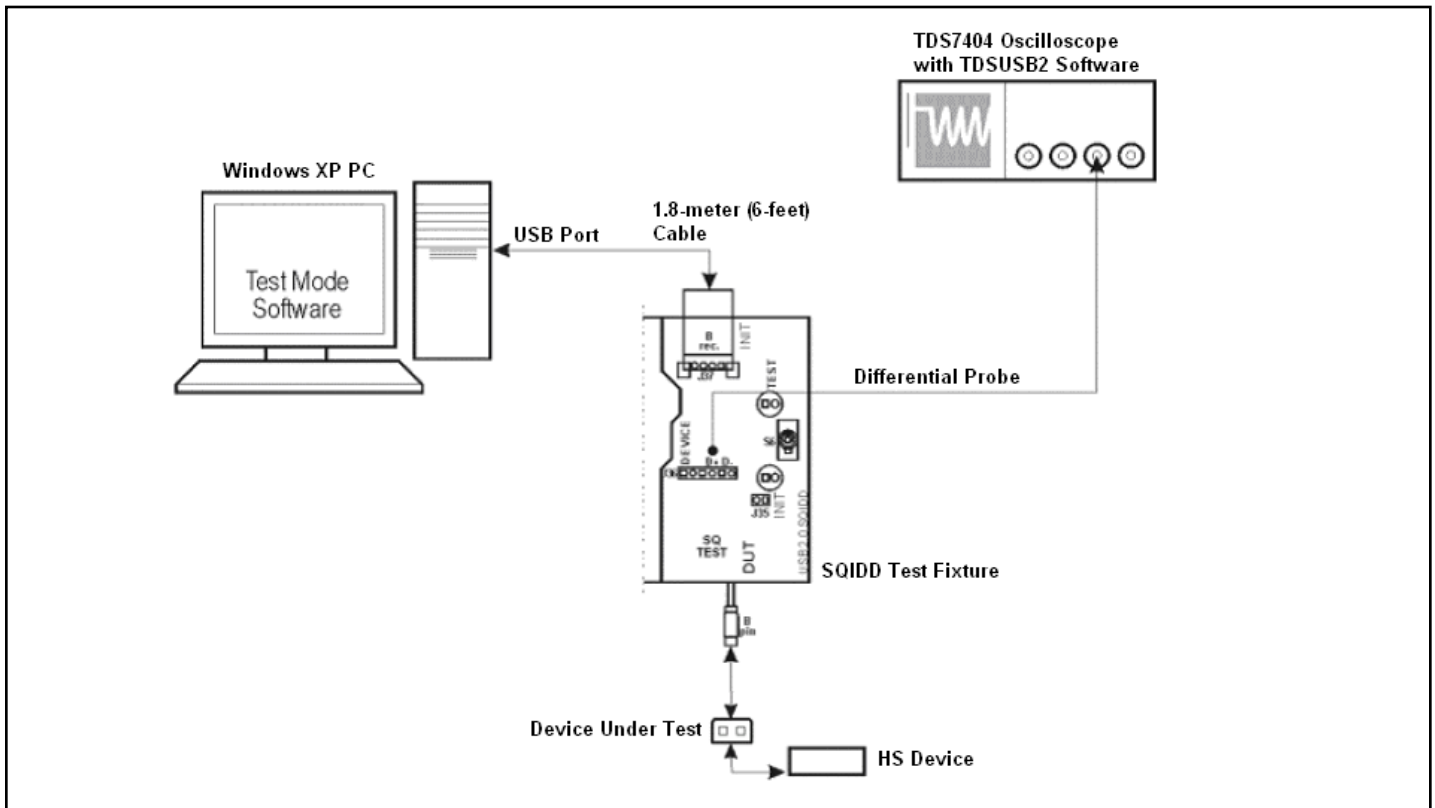 TDS7404 Oscilloscope
with TDSUSB2 Software
Windows XP PC
1.8-meter (6-feet)
Cable
USB Port
Test Mode
Software
B
rec.
INIT
J37
TEST
Differential Probe
DEVICE
D+ D-
S6
J35
INIT
SQ
TEST
DUT
USB2.0 SQIDD
SQIDD Test Fixture
B
pin
Device Under Test
HS Device